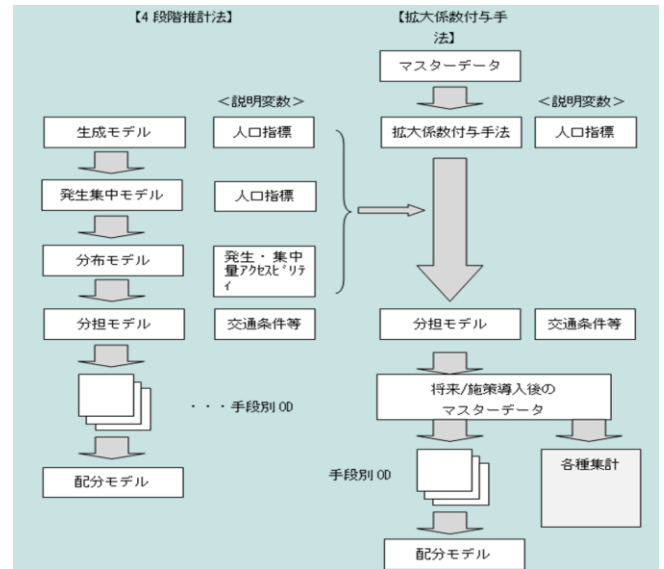 【4 段階推計法】
【拡大係数付与手
法】
マスターデータ
＜説明変数＞
＜説明変数＞
生成モデル
人口指標
拡大係数付与手法
人口指標
発生集中モデル
人口指標
分布モデル
発生・集中
量ｱｸｾｽﾋﾞﾘﾃ
ｨ
分担モデル
交通条件等
分担モデル
交通条件等
・・・手段別 OD
将来/施策導入後の
マスターデータ
配分モデル
手段別 OD
各種集計
配分モデル